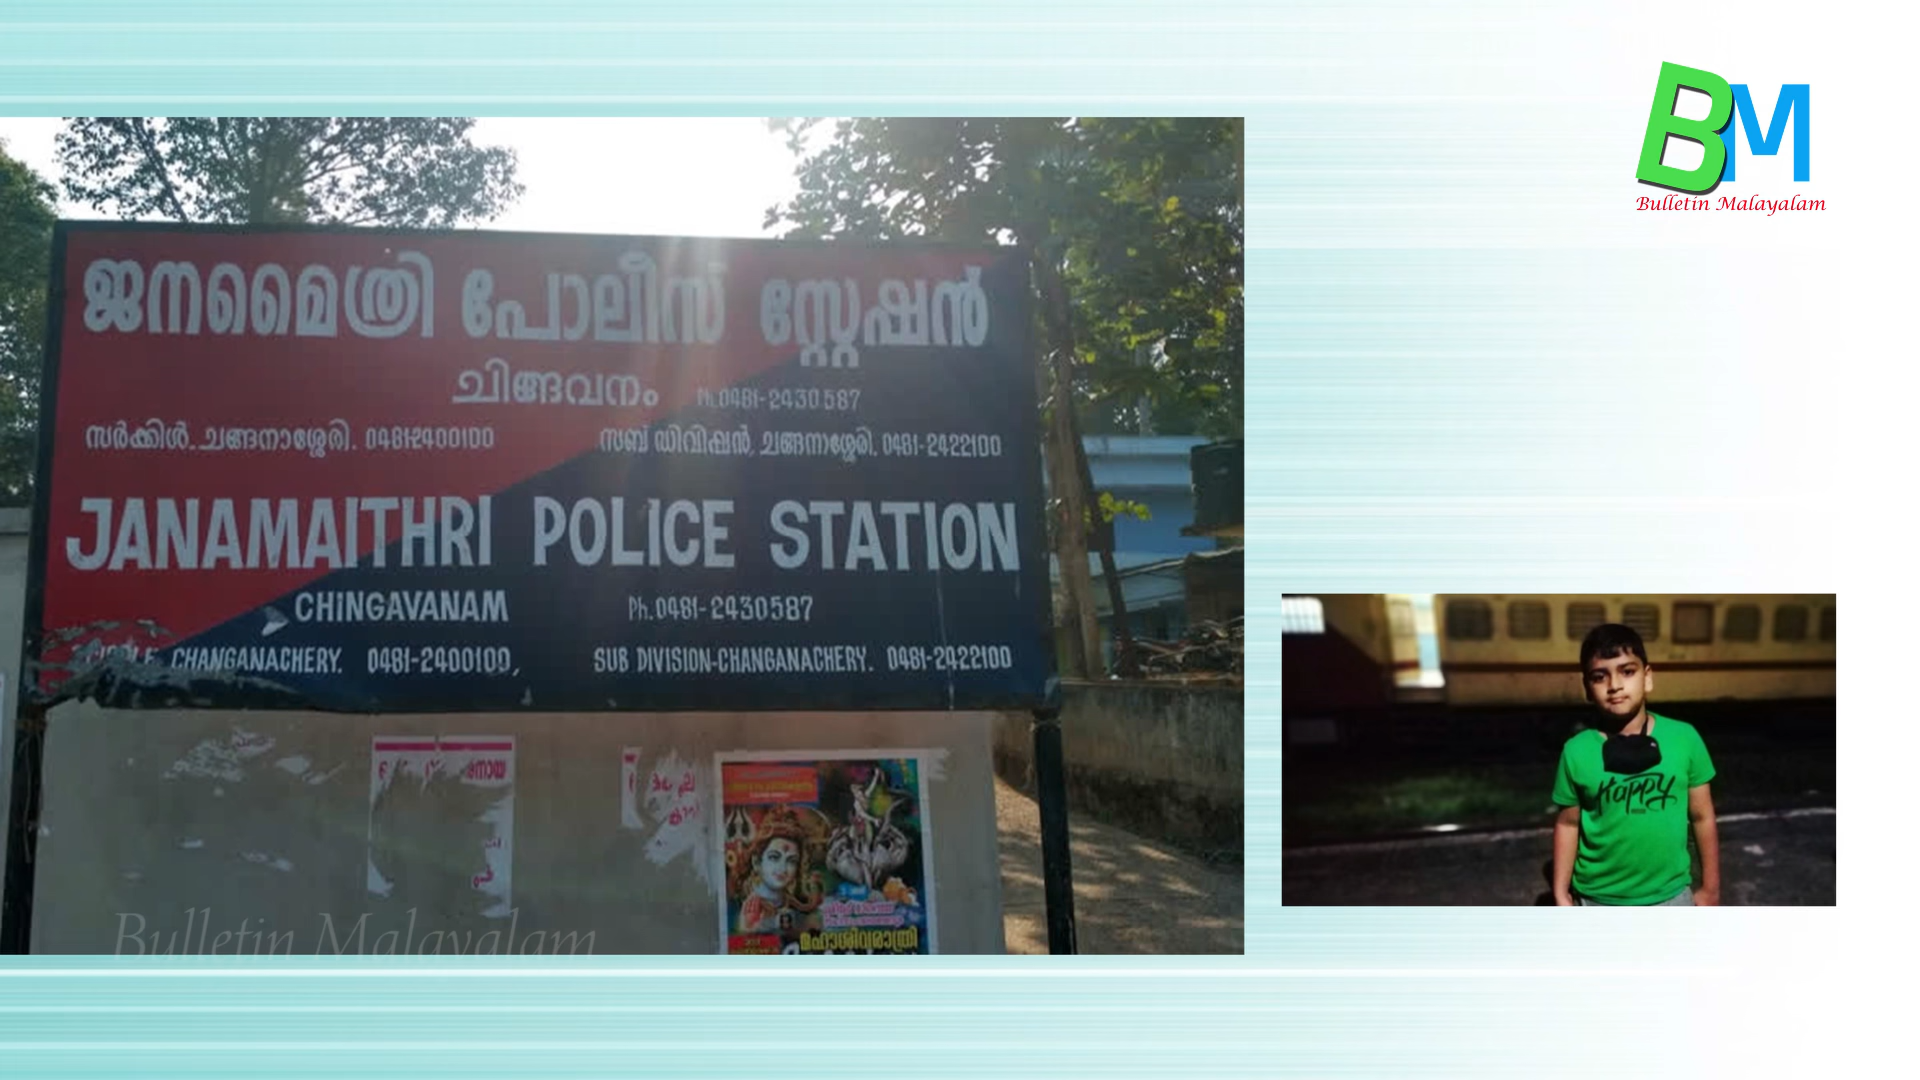 BM
Bulletin Malayalam
ജനമൈത്രി പോലീസ് സ്റ്റേഷൻ
ചിങ്ങവനം Ph.0481-2430587
സർക്കിൾ.ചങ്ങനാശ്ശേരി. 0481-2400100 സബ് ഡിവിഷൻ, ചങ്ങനാശ്ശേരി. 0481-2422100
JANAMAITHRI POLICE STATION
CHINGAVANAM Ph.0481-2430587
CHANGANACHERY. 0481-2400100, SUB DIVISION-CHANGANACHERY. 0481-2422100
മഹാശിവരാത്രി
Happy
Bulletin Malayalam